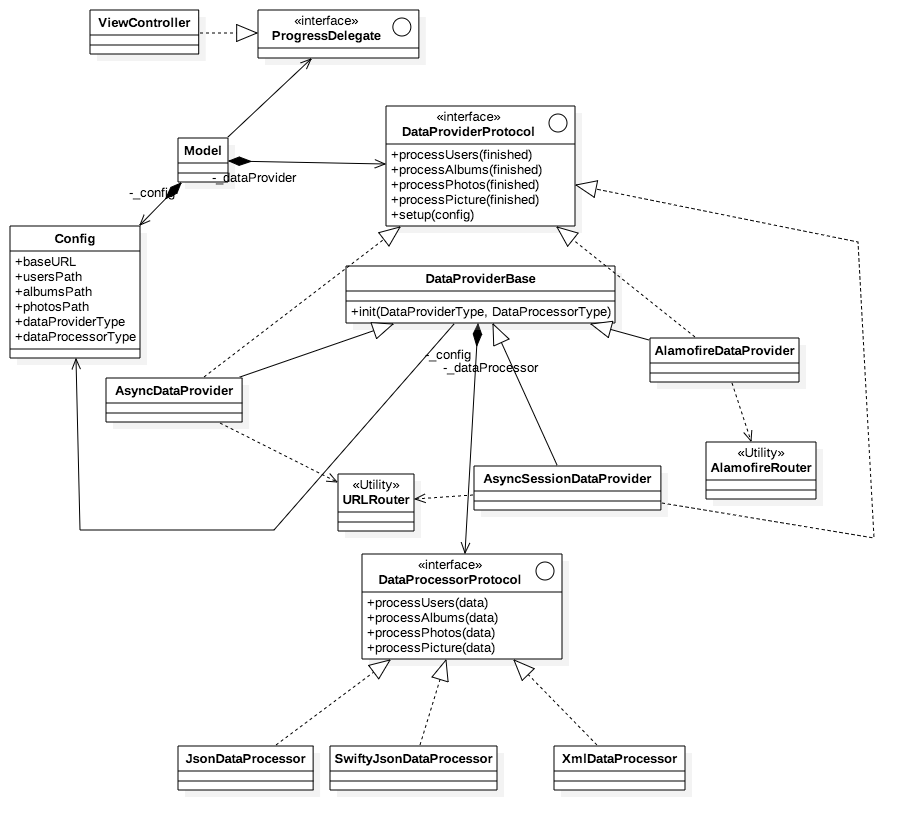 ViewController
«interface»
ProgressDelegate
«interface»
DataProviderProtocol
+processUsers(finished)
+processAlbums(finished)
+processPhotos(finished)
+processPicture(finished)
+setup(config)
Model
-_dataProvider
-_config
Config
+baseURL
+usersPath
+albumsPath
+photosPath
+dataProviderType
+dataProcessorType
DataProviderBase
+init(DataProviderType, DataProcessorType)
-_config
-_dataProcessor
AlamofireDataProvider
AsyncDataProvider
«Utility»
AlamofireRouter
«Utility»
URLRouter
AsyncSessionDataProvider
«interface»
DataProcessorProtocol
+processUsers(data)
+processAlbums(data)
+processPhotos(data)
+processPicture(data)
JsonDataProcessor
SwiftyJsonDataProcessor
XmlDataProcessor